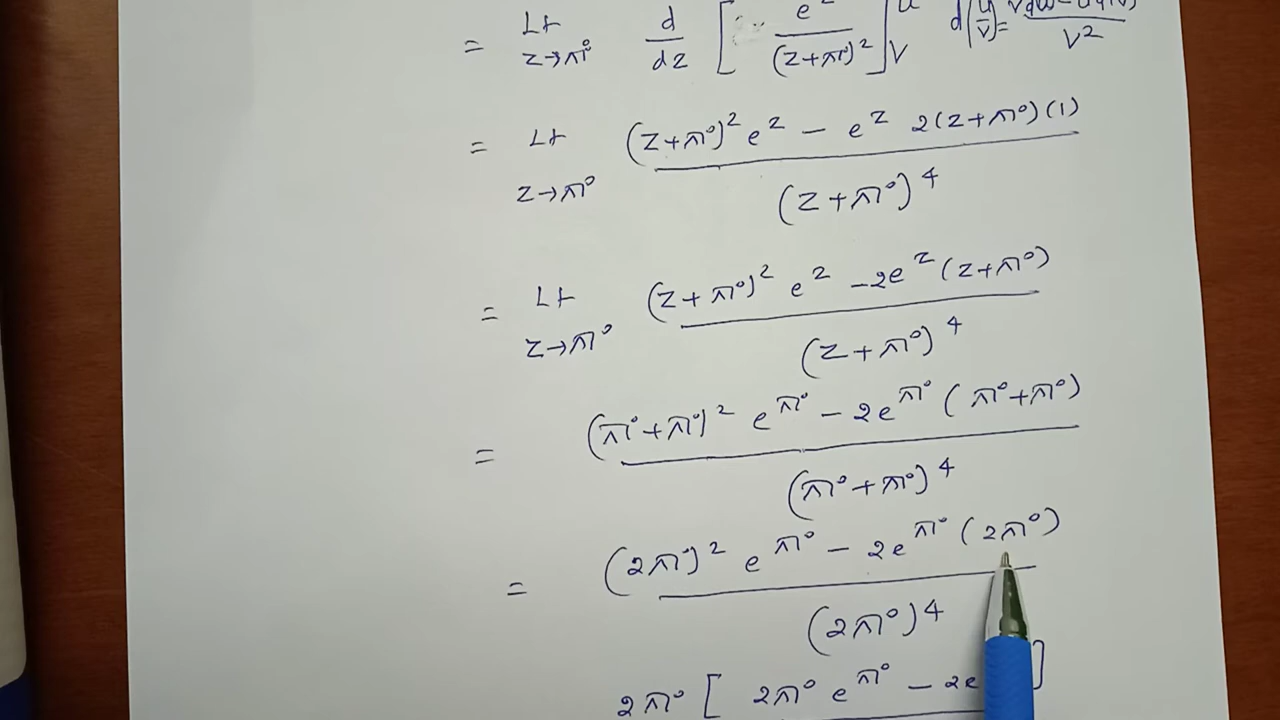 = Lt z→πi d/dz [ e^z/(z+πi)^2 ] u v d(u/v)=
v^2
= Lt z→πi (z+πi)^2 e^z − e^z 2(z+πi)(1)
(z+πi)^4
= Lt z→πi (z+πi)^2 e^z −2e^z (z+πi)
(z+πi)^4
= (πi+πi)^2 e^πi − 2e^πi (πi+πi)
(πi+πi)^4
= (2πi)^2 e^πi − 2e^πi (2πi)
(2πi)^4
2πi [ 2πi e^πi − 2e ]